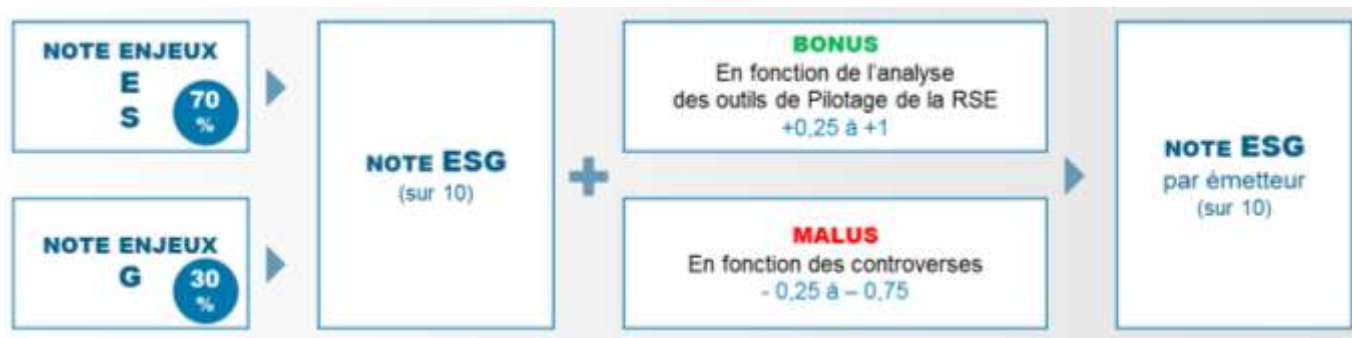 NOTE ENJEUX
E
S
70
%
NOTE ENJEUX
G
30
%
NOTE ESG
(sur 10)
BONUS
En fonction de l'analyse
des outils de Pilotage de la RSE
+0,25 à +1
MALUS
En fonction des controverses
- 0,25 à – 0,75
NOTE ESG
par émetteur
(sur 10)